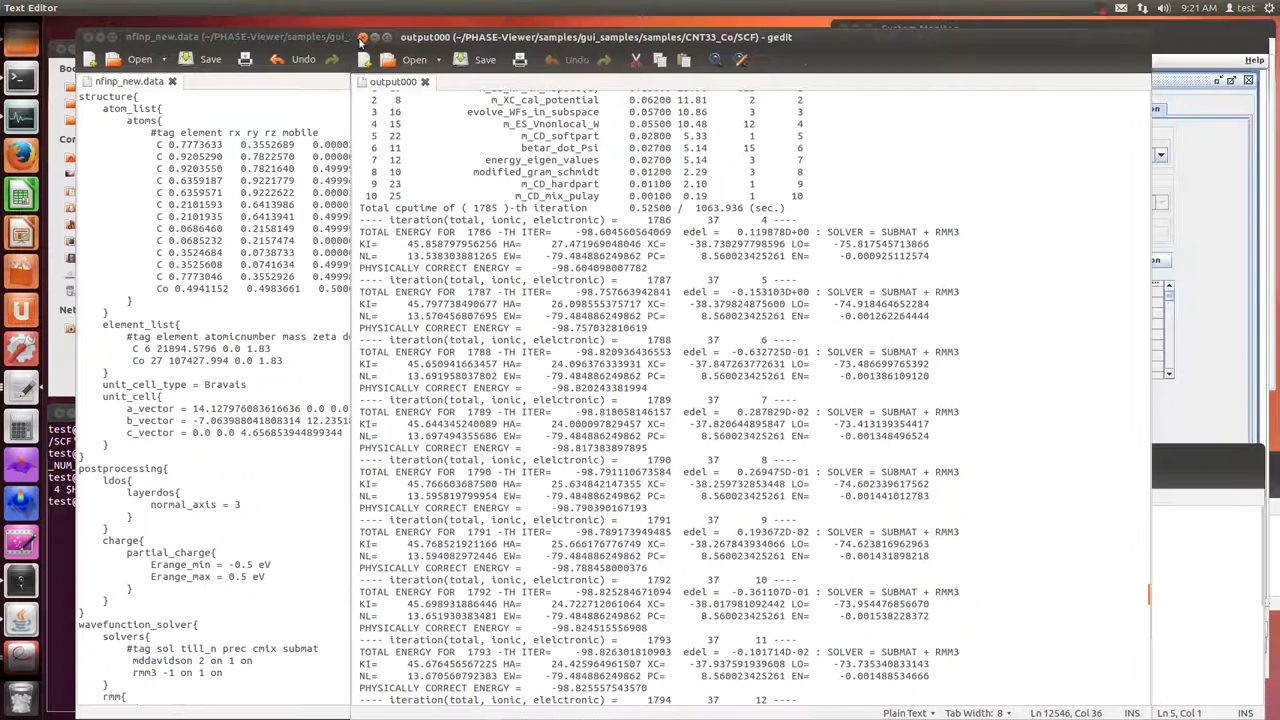 Text Editor 9:21 AM test
nfinp_new.data (~/PHASE-Viewer/samples/gui_
Open Save Undo
nfinp_new.data
structure{
atom_list{
atoms{
#tag element rx ry rz mobile
C 0.7773633 0.3552689 0.0000
C 0.9205290 0.7822570
C 0.9203550 0.7821640 0.4999
C 0.6359187 0.9223629
C 0.6359571 0.9222622
C 0.2101593 0.6413979
C 0.2101935 0.6413941
C 0.0686460
C 0.0685232 0.2157474
C 0.3524684 0.0738733
C 0.3525608 0.0741634 0.4999
C 0.7773046 0.3552926 0.4999
Co 0.4941152 0.4983661 0.500
}
}
element_list{
#tag element atomicnumber mass zeta de
C 6 21894.5796 0.0 1.83
Co 27 107427.994 0.0 1.83
}
unit_cell_type = Bravais
unit_cell{
a_vector = 14.127976083616636 0.0 0.0
b_vector = -7.063988041808314 12.2351
c_vector = 0.0 0.0 4.656853944899344
}
}
postprocessing{
ldos{
layerdos{
normal_axis = 3
}
}
charge{
partial_charge{
Erange_min = -0.5 eV
Erange_max = 0.5 eV
}
}
}
wavefunction_solver{
solvers{
#tag sol till_n prec cmix submat
mddavidson 2 on 1 on
rmm3 -1 on 1 on
}
rmm{
output000 (~/PHASE-Viewer/samples/gui_samples/samples/CNT33_Co/SCF) - gedit
Open Save Undo
output000
2 8 m_XC_cal_potential 0.06200 11.81 2 2
3 16 evolve_WFs_in_subspace 0.05700 10.86 3 3
4 15 m_ES_Vnonlocal_W 0.05500 10.48 12 4
5 22 m_CD_softpart 0.02800 5.33 1 5
6 11 betar_dot_Psi 0.02700 5.14 15 6
7 12 energy_eigen_values 0.02700 5.14 3 7
8 10 modified_gram_schmidt 0.01200 2.29 3 8
9 23 m_CD_hardpart 0.01100 2.10 1 9
10 25 m_CD_mix_pulay 0.00100 0.19 1 10
Total cputime of ( 1785 )-th iteration 0.52500 / 1063.936 (sec.)
---- iteration(total, ionic, elelctronic) = 1786 37 4 ----
TOTAL ENERGY FOR 1786 -TH ITER= -98.604560564069 edel = 0.119878D+00 : SOLVER = SUBMAT + RMM3
KI= 45.858797956256 HA= 27.471969048046 XC= -38.730297798596 LO= -75.817545713866
NL= 13.538303881265 EW= -79.484886249862 PC= 8.560023425261 EN= -0.000925112574
PHYSICALLY CORRECT ENERGY = -98.604098007782
---- iteration(total, ionic, elelctronic) = 1787 37 5 ----
TOTAL ENERGY FOR 1787 -TH ITER= -98.757663942841 edel = -0.153103D+00 : SOLVER = SUBMAT + RMM3
KI= 45.797738490677 HA= 26.098555375717 XC= -38.379824875600 LO= -74.918464652284
NL= 13.570456807695 EW= -79.484886249862 PC= 8.560023425261 EN= -0.001262264444
PHYSICALLY CORRECT ENERGY = -98.757032810619
---- iteration(total, ionic, elelctronic) = 1788 37 6 ----
TOTAL ENERGY FOR 1788 -TH ITER= -98.820936436553 edel = -0.632725D-01 : SOLVER = SUBMAT + RMM3
KI= 45.650941663457 HA= 24.096376333931 XC= -37.847263772631 LO= -73.486699765392
NL= 13.691958037802 EW= -79.484886249862 PC= 8.560023425261 EN= -0.001386109120
PHYSICALLY CORRECT ENERGY = -98.820243381994
---- iteration(total, ionic, elelctronic) = 1789 37 7 ----
TOTAL ENERGY FOR 1789 -TH ITER= -98.818058146157 edel = 0.287829D-02 : SOLVER = SUBMAT + RMM3
KI= 45.644345240089 HA= 24.000097829457 XC= -37.820644895847 LO= -73.413139354417
NL= 13.697494355686 EW= -79.484886249862 PC= 8.560023425261 EN= -0.001348496524
PHYSICALLY CORRECT ENERGY = -98.817383897895
---- iteration(total, ionic, elelctronic) = 1790 37 8 ----
TOTAL ENERGY FOR 1790 -TH ITER= -98.791110673584 edel = 0.269475D-01 : SOLVER = SUBMAT + RMM3
KI= 45.766603687500 HA= 25.634842147355 XC= -38.259732853448 LO= -74.602339617562
NL= 13.595819799954 EW= -79.484886249862 PC= 8.560023425261 EN= -0.001441012783
PHYSICALLY CORRECT ENERGY = -98.790390167193
---- iteration(total, ionic, elelctronic) = 1791 37 9 ----
TOTAL ENERGY FOR 1791 -TH ITER= -98.789173949485 edel = 0.193672D-02 : SOLVER = SUBMAT + RMM3
KI= 45.768521921166 HA= 25.666176776749 XC= -38.267843934066 LO= -74.623816962963
NL= 13.594082972446 EW= -79.484886249862 PC= 8.560023425261 EN= -0.001431898218
PHYSICALLY CORRECT ENERGY = -98.788458000376
---- iteration(total, ionic, elelctronic) = 1792 37 10 ----
TOTAL ENERGY FOR 1792 -TH ITER= -98.825284671094 edel = -0.361107D-01 : SOLVER = SUBMAT + RMM3
KI= 45.698931886446 HA= 24.722712061064 XC= -38.017981092442 LO= -73.954476856670
NL= 13.651930383481 EW= -79.484886249862 PC= 8.560023425261 EN= -0.001538228372
PHYSICALLY CORRECT ENERGY = -98.824515556908
---- iteration(total, ionic, elelctronic) = 1793 37 11 ----
TOTAL ENERGY FOR 1793 -TH ITER= -98.826301810903 edel = -0.101714D-02 : SOLVER = SUBMAT + RMM3
KI= 45.676456567225 HA= 24.425964961507 XC= -37.937591939608 LO= -73.735340833143
NL= 13.670560792383 EW= -79.484886249862 PC= 8.560023425261 EN= -0.001488534666
PHYSICALLY CORRECT ENERGY = -98.825557543570
---- iteration(total, ionic, elelctronic) = 1794 37 12 ----
Plain Text Tab Width: 8 Ln 12546, Col 36 INS
Help
Ln 5, Col 1 INS